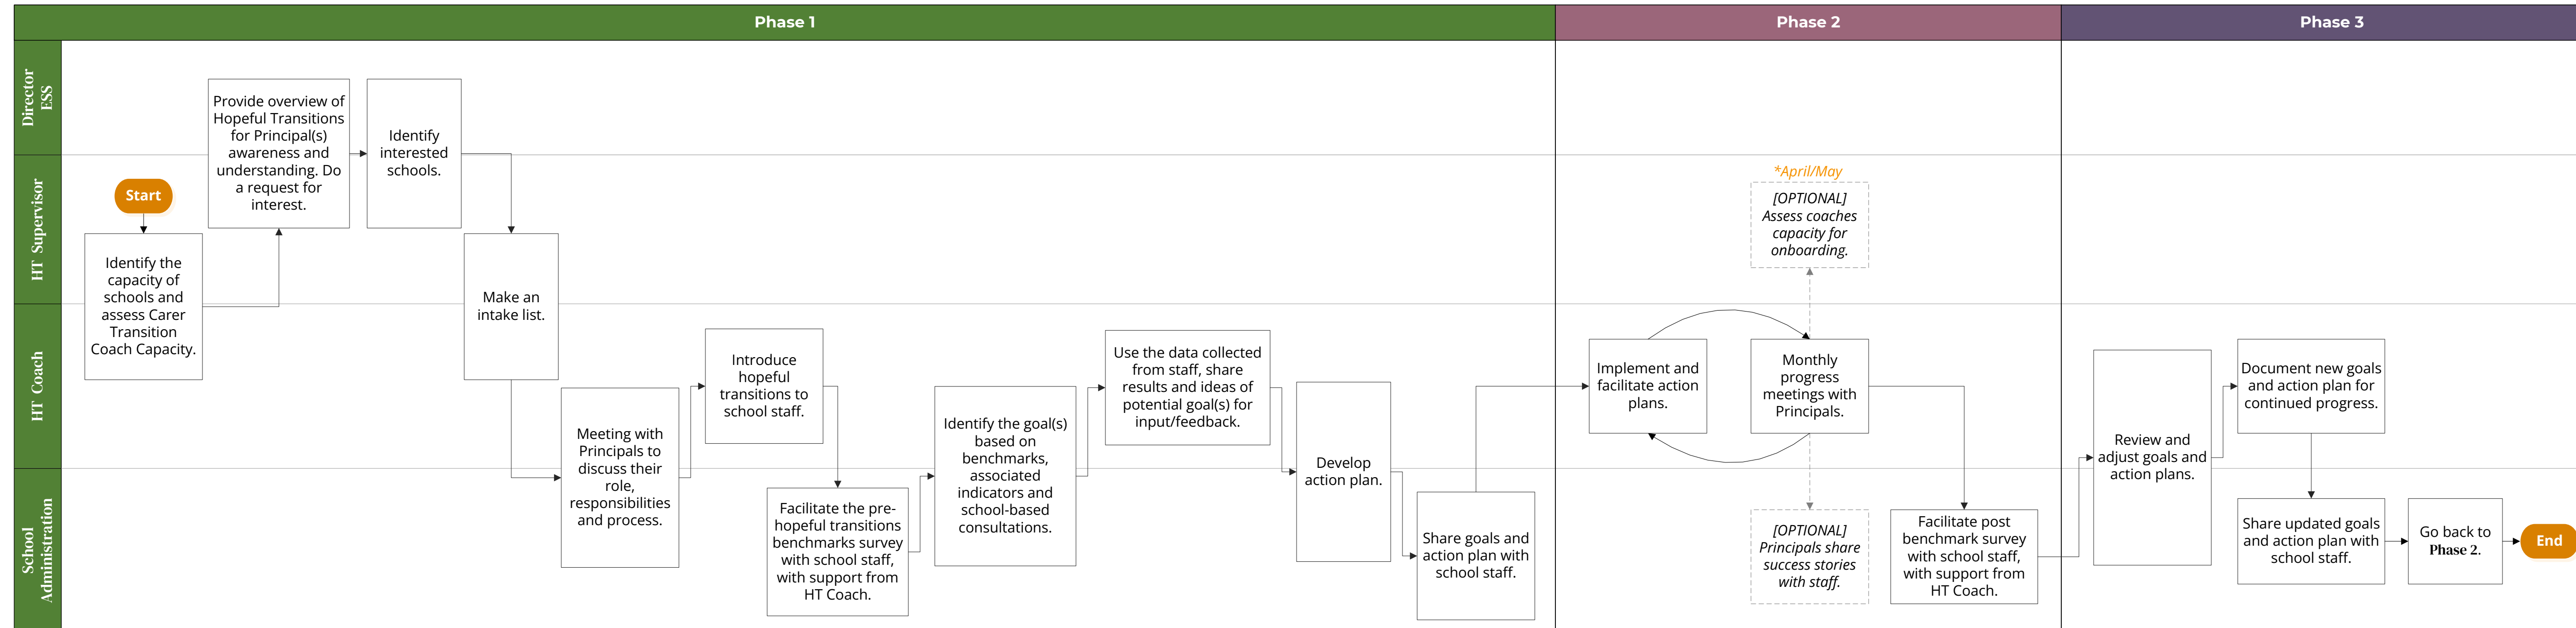 Phase 1
Phase 2
Phase 3
Director
ESS
HT Supervisor
HT Coach
School
Administration
Start
Identify the
capacity of
schools and
assess Carer
Transition
Coach Capacity.
Provide overview of
Hopeful Transitions
for Principal(s)
awareness and
understanding. Do
a request for
interest.
Identify
interested
schools.
Make an
intake list.
Meeting with
Principals to
discuss their
role,
responsibilities
and process.
Introduce
hopeful
transitions to
school staff.
Facilitate the pre-
hopeful transitions
benchmarks survey
with school staff,
with support from
HT Coach.
Identify the goal(s)
based on
benchmarks,
associated
indicators and
school-based
consultations.
Use the data collected
from staff, share
results and ideas of
potential goal(s) for
input/feedback.
Develop
action plan.
Share goals and
action plan with
school staff.
Implement and
facilitate action
plans.
*April/May
[OPTIONAL]
Assess coaches
capacity for
onboarding.
Monthly
progress
meetings with
Principals.
[OPTIONAL]
Principals share
success stories
with staff.
Facilitate post
benchmark survey
with school staff,
with support from
HT Coach.
Review and
adjust goals and
action plans.
Document new goals
and action plan for
continued progress.
Share updated goals
and action plan with
school staff.
Go back to
Phase 2.
End